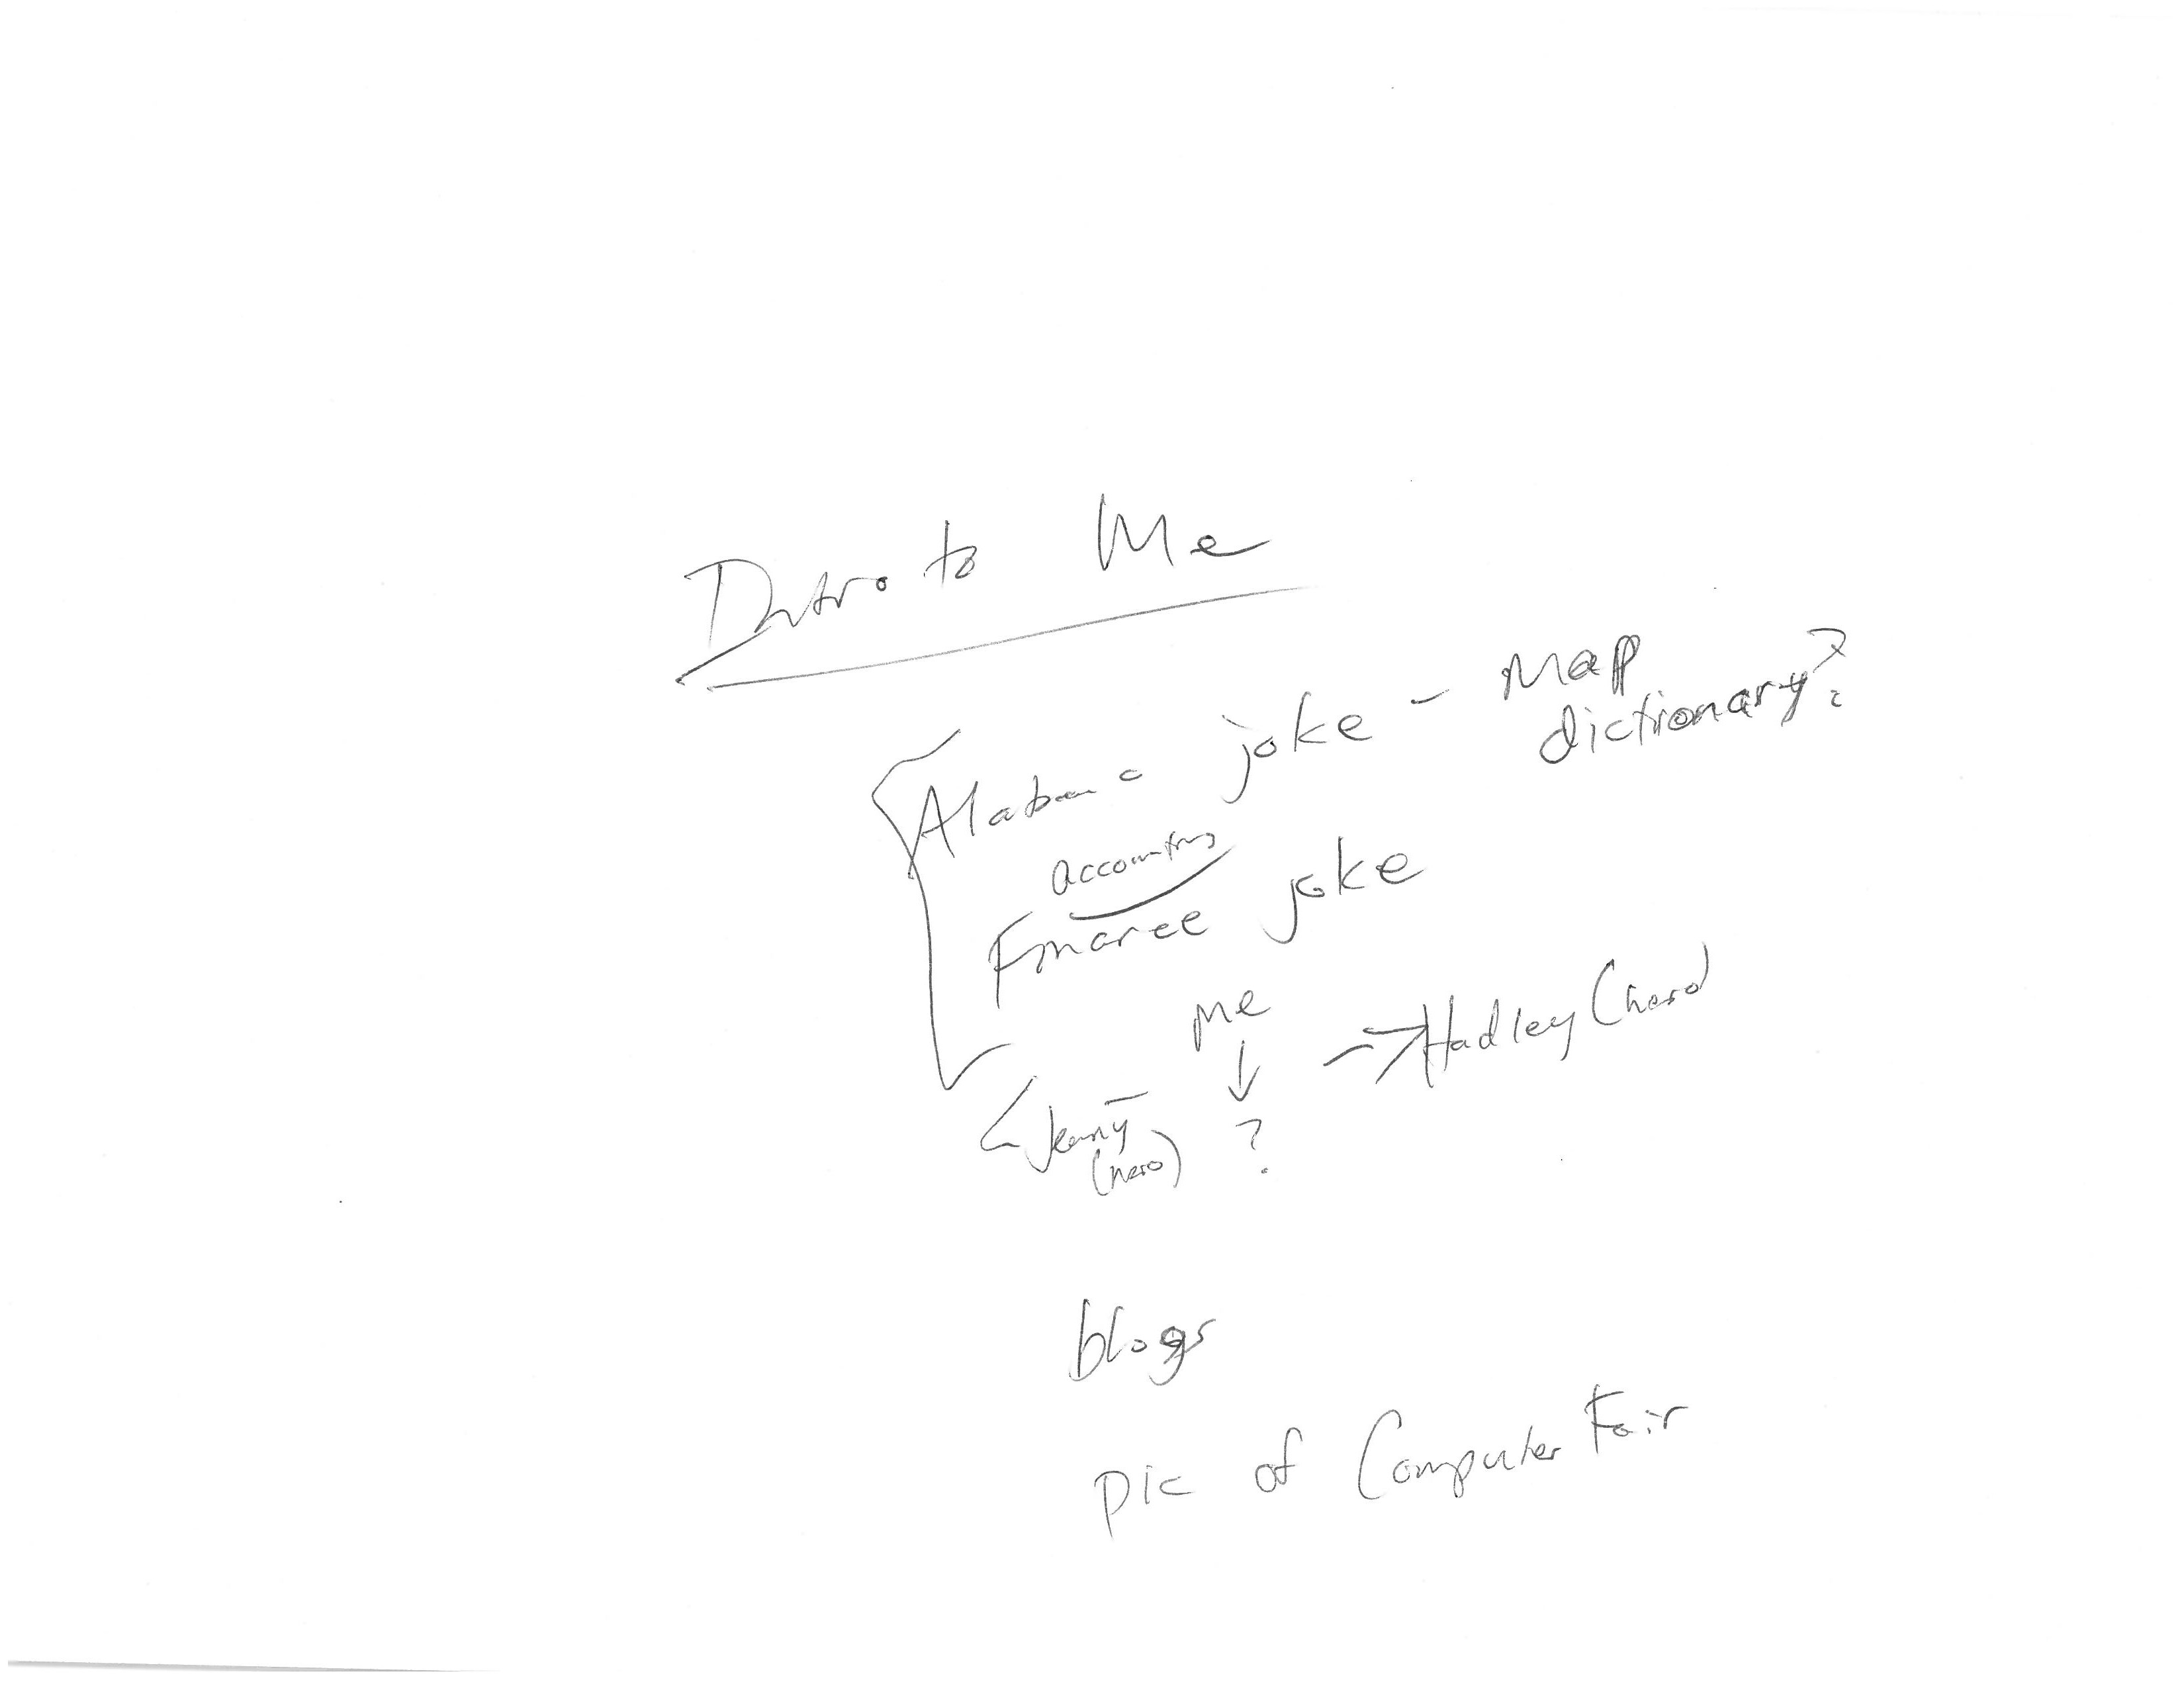 Intro to Me
Alabama joke - Map
dictionary?
accounting
Finance joke
Me
→ Hadley (hero)
← Jenny ?
(hero)
blogs
pic of Computer Fair